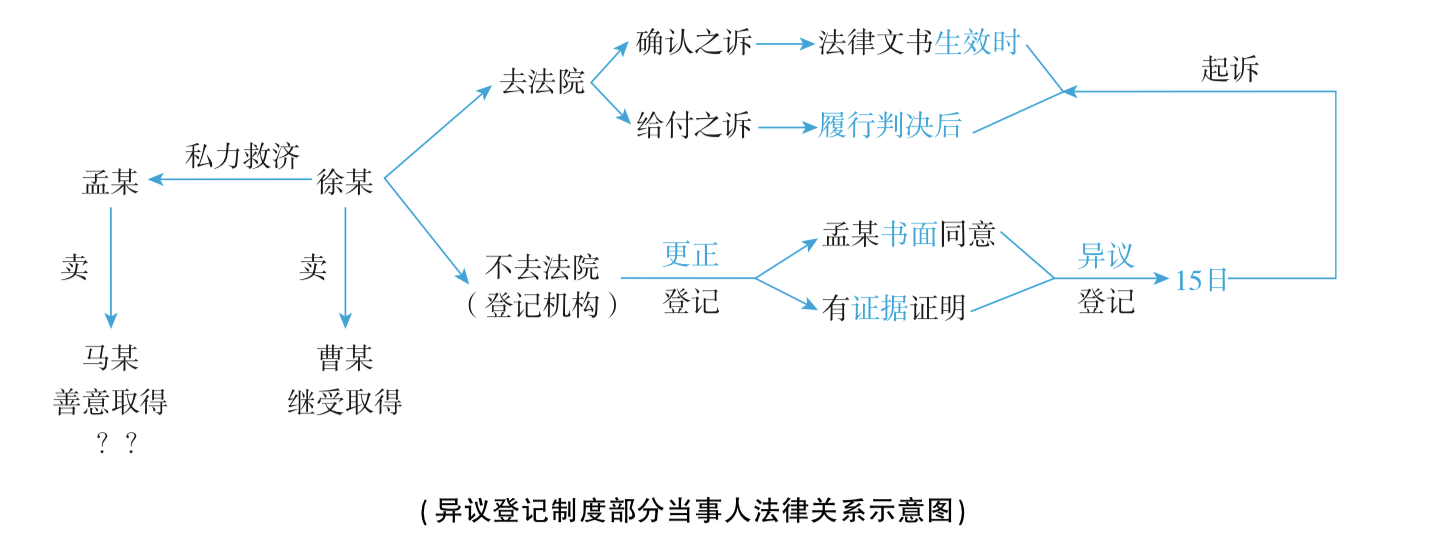 确认之诉
法律文书生效时
起诉
去法院
给付之诉
履行判决后
私力救济
孟某
徐某
卖
卖
不去法院
（登记机构）
更正
登记
孟某书面同意
有证据证明
异议
登记
15日
马某
善意取得
？？
曹某
继受取得
(异议登记制度部分当事人法律关系示意图)